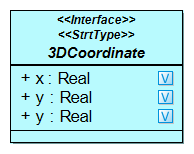 <<Interface>>
<<StrtType>>
3DCoordinate
+ x : Real V
+ y : Real V
+ y : Real V